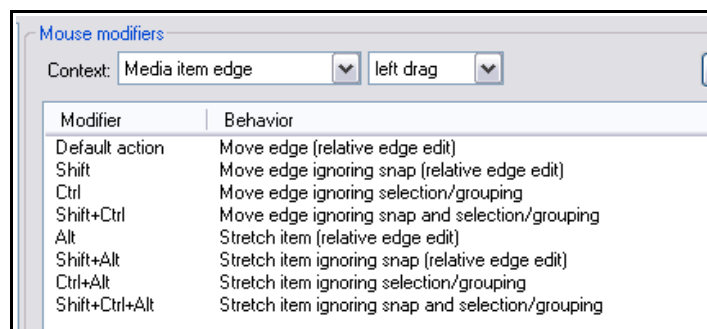 Mouse modifiers
Context: Media item edge left drag
Modifier Behavior
Default action Move edge (relative edge edit)
Shift Move edge ignoring snap (relative edge edit)
Ctrl Move edge ignoring selection/grouping
Shift+Ctrl Move edge ignoring snap and selection/grouping
Alt Stretch item (relative edge edit)
Shift+Alt Stretch item ignoring snap (relative edge edit)
Ctrl+Alt Stretch item ignoring selection/grouping
Shift+Ctrl+Alt Stretch item ignoring snap and selection/grouping